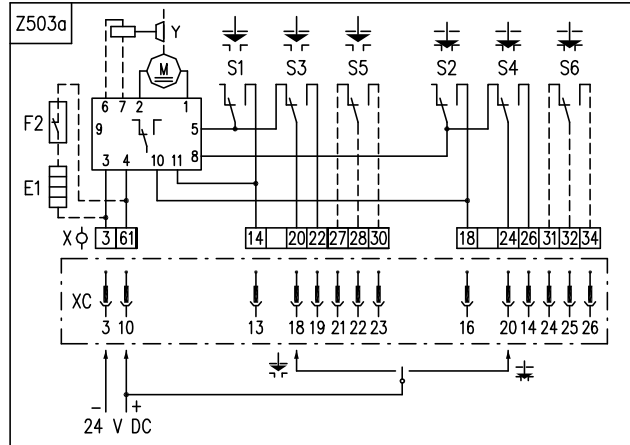 Z503a
Y
S1 S3 S5 S2 S4 S6
M
6 7 2 1
F2
9 5
8
3 4 10 11
E1
X 3 61 14 20 22 27 28 30 18 24 26 31 32 34
XC
3 10 13 18 19 21 22 23 16 20 14 24 25 26
− +
24 V DC